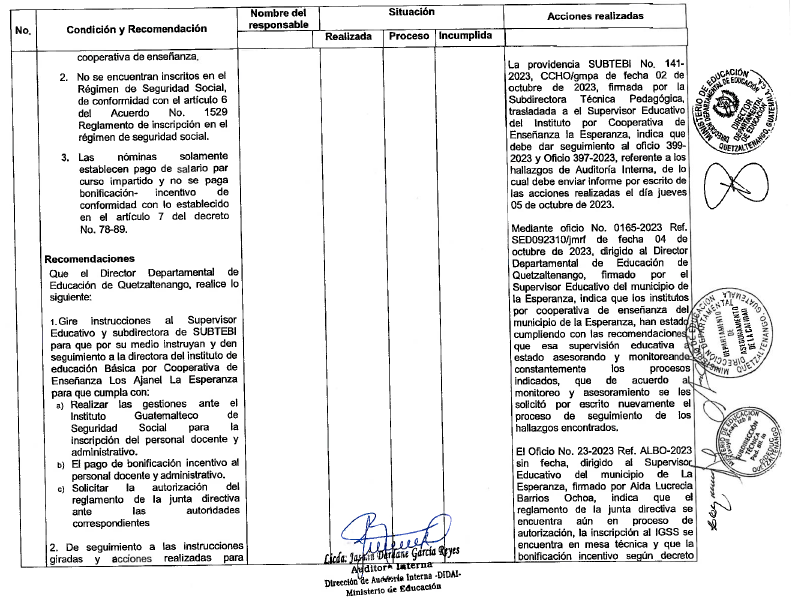 No.
Condición y Recomendación
Nombre del
responsable
Situación
Realizada
Proceso
Incumplida
Acciones realizadas
cooperativa de enseñanza.
2. No se encuentran inscritos en el
Régimen de Seguridad Social,
de conformidad con el artículo 6
del Acuerdo No. 1529
Reglamento de inscripción en el
régimen de seguridad social.
3. Las nóminas solamente
establecen pago de salario par
curso impartido y no se paga
bonificación- incentivo de
conformidad con lo establecido
en el artículo 7 del decreto
No. 78-89.
Recomendaciones
Que el Director Departamental de
Educación de Quetzaltenango, realice lo
siguiente:
1. Gire instrucciones al Supervisor
Educativo y subdirectora de SUBTEBI
para que por su medio instruyan y den
seguimiento a la directora del instituto de
educación Básica por Cooperativa de
Enseñanza Los Ajanel La Esperanza
para que cumpla con:
a) Realizar las gestiones ante el
Instituto Guatemalteco de
Seguridad Social para la
inscripción del personal docente y
administrativo.
b) El pago de bonificación incentivo al
personal docente y administrativo.
c) Solicitar la autorización del
reglamento de la junta directiva
ante las autoridades
correspondientes
2. De seguimiento a las instrucciones
giradas y acciones realizadas para
La providencia SUBTEBI No. 141-
2023, CCHO/gmpa de fecha 02 de
octubre de 2023, firmada por la
Subdirectora Técnica Pedagógica,
trasladada a el Supervisor Educativo
del Instituto por Cooperativa de
Enseñanza la Esperanza, indica que
debe dar seguimiento al oficio 399-
2023 y Oficio 397-2023, referente a los
hallazgos de Auditoría Interna, de lo
cual debe enviar informe por escrito de
las acciones realizadas el día jueves
05 de octubre de 2023.
Mediante oficio No. 0165-2023 Ref.
SED092310/jmrf de fecha 04 de
octubre de 2023, dirigido al Director
Departamental de Educación de
Quetzaltenango, firmado por el
Supervisor Educativo del municipio de
la Esperanza, indica que los institutos
por cooperativa de enseñanza del
municipio de la Esperanza, han estado
cumpliendo con las recomendaciones,
que esa supervisión educativa a
estado asesorando y monitoreando
constantemente los procesos
indicados, que de acuerdo al
monitoreo y asesoramiento se les
solicitó por escrito nuevamente el
proceso de seguimiento de los
hallazgos encontrados.
El Oficio No. 23-2023 Ref. ALBO-2023
sin fecha, dirigido al Supervisor
Educativo del municipio de La
Esperanza, firmado por Aida Lucrecia
Barrios Ochoa, indica que el
reglamento de la junta directiva se
encuentra aún en proceso de
autorización, la inscripción al IGSS se
encuentra en mesa técnica y que la
bonificación incentivo según decreto
MINISTERIO DE EDUCACIÓN
DIRECTOR
DEPARTAMENTAL
DE EDUCACIÓN
QUETZALTENANGO, GUATEMALA
DEPARTAMENTO
DE
ASEGURAMIENTO
DE LA CALIDAD
SUBDIRECCIÓN
TÉCNICA
Licda. García Reyes
Auditora Interna
Dirección de Auditoría Interna -DIDAI-
Ministerio de Educación